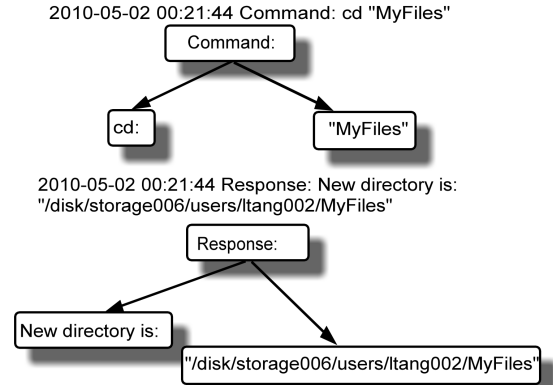 2010-05-02 00:21:44 Command: cd "MyFiles"
Command:
cd:
"MyFiles"
2010-05-02 00:21:44 Response: New directory is:
"/disk/storage006/users/ltang002/MyFiles"
Response:
New directory is:
"/disk/storage006/users/ltang002/MyFiles"